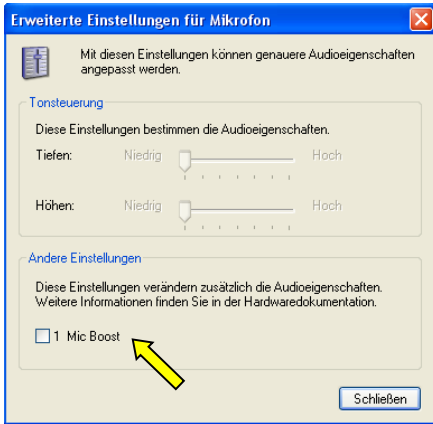 Erweiterte Einstellungen für Mikrofon
Mit diesen Einstellungen können genauere Audioeigenschaften
angepasst werden.
Tonsteuerung
Diese Einstellungen bestimmen die Audioeigenschaften.
Tiefen: Niedrig Hoch
Höhen: Niedrig Hoch
Andere Einstellungen
Diese Einstellungen verändern zusätzlich die Audioeigenschaften.
Weitere Informationen finden Sie in der Hardwaredokumentation.
1 Mic Boost
Schließen